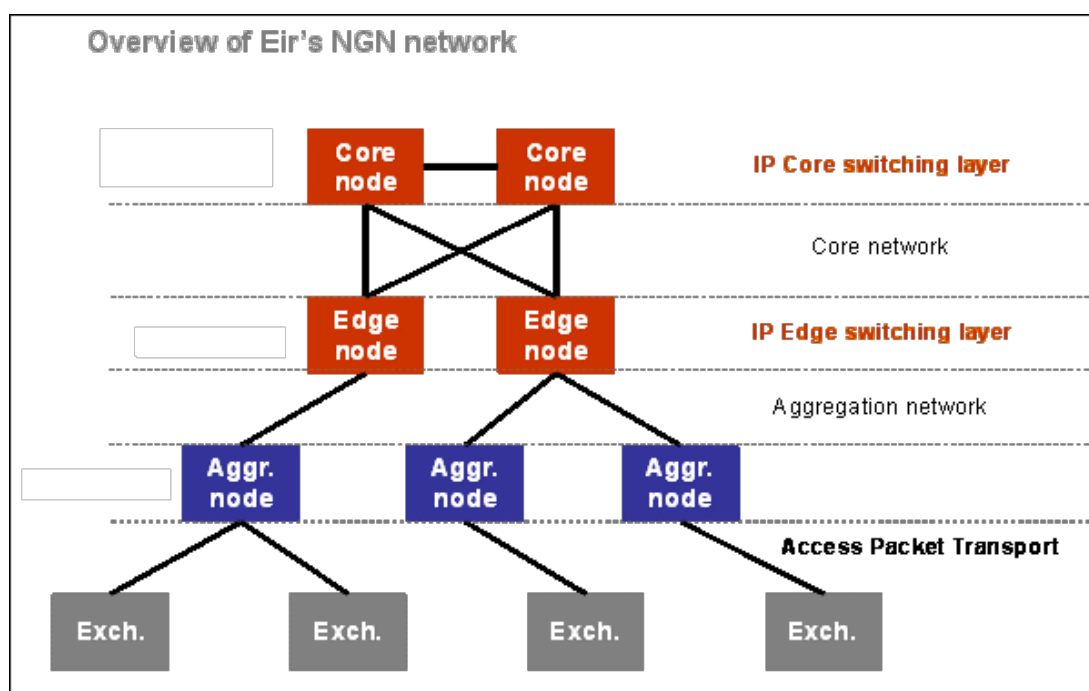 Overview of Eir's NGN network
Core
node
Core
node
IP Core switching layer
Core network
Edge
node
Edge
node
IP Edge switching layer
Aggregation network
Aggr.
node
Aggr.
node
Aggr.
node
Access Packet Transport
Exch.
Exch.
Exch.
Exch.